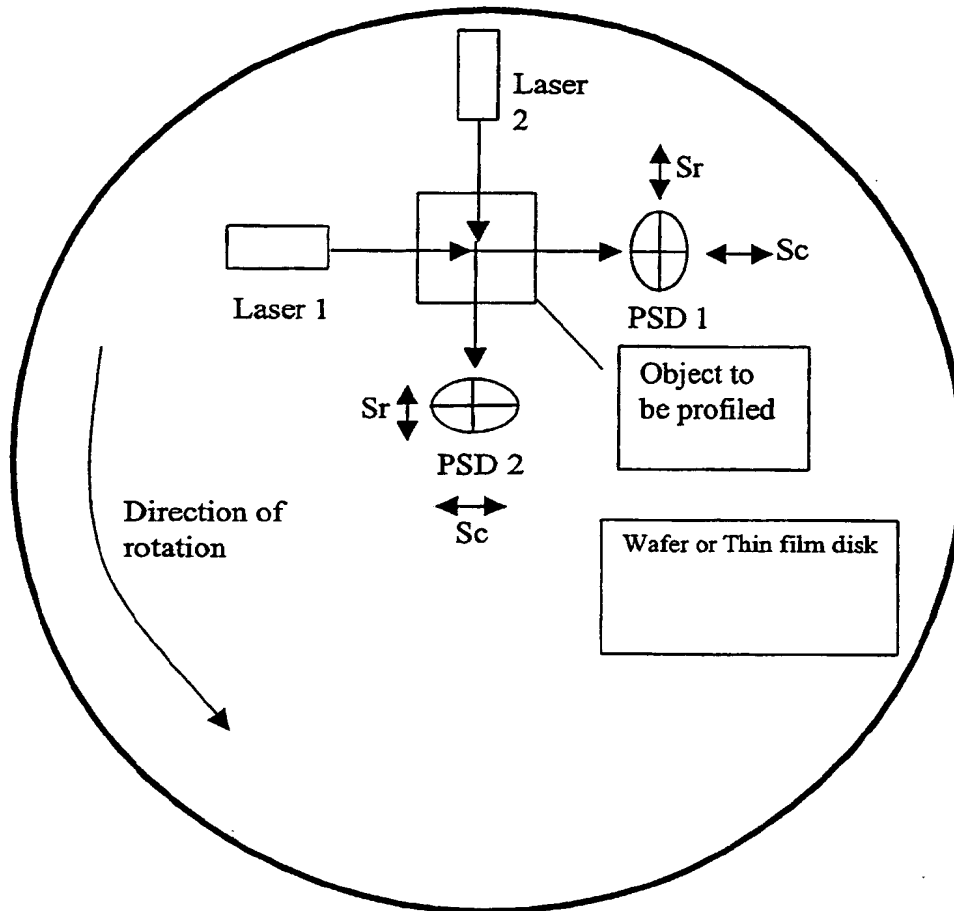 Laser
2
Sr
Sc
Laser 1
PSD 1
Object to
be profiled
Sr
PSD 2
Sc
Direction of
rotation
Wafer or Thin film disk